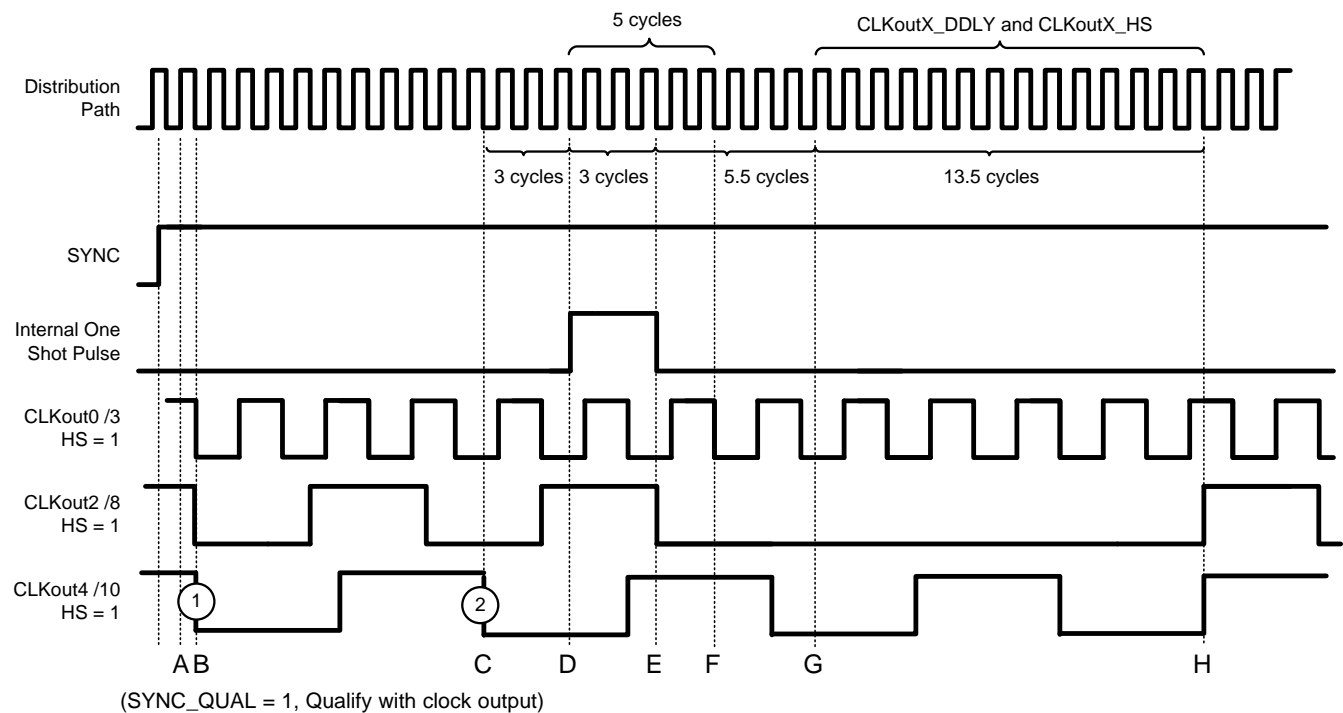 5 cycles
CLKoutX_DDLY and CLKoutX_HS
Distribution
Path
3 cycles
3 cycles
5.5 cycles
13.5 cycles
SYNC
Internal One
Shot Pulse
CLKout0 /3
HS = 1
CLKout2 /8
HS = 1
CLKout4 /10
HS = 1
1
2
A B C D E F G H
(SYNC_QUAL = 1, Qualify with clock output)